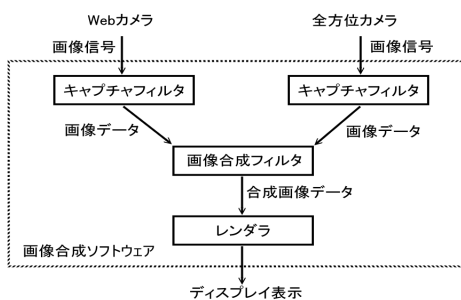 Webカメラ
全方位カメラ
画像信号
画像信号
キャプチャフィルタ
キャプチャフィルタ
画像データ
画像データ
画像合成フィルタ
合成画像データ
レンダラ
画像合成ソフトウェア
ディスプレイ表示